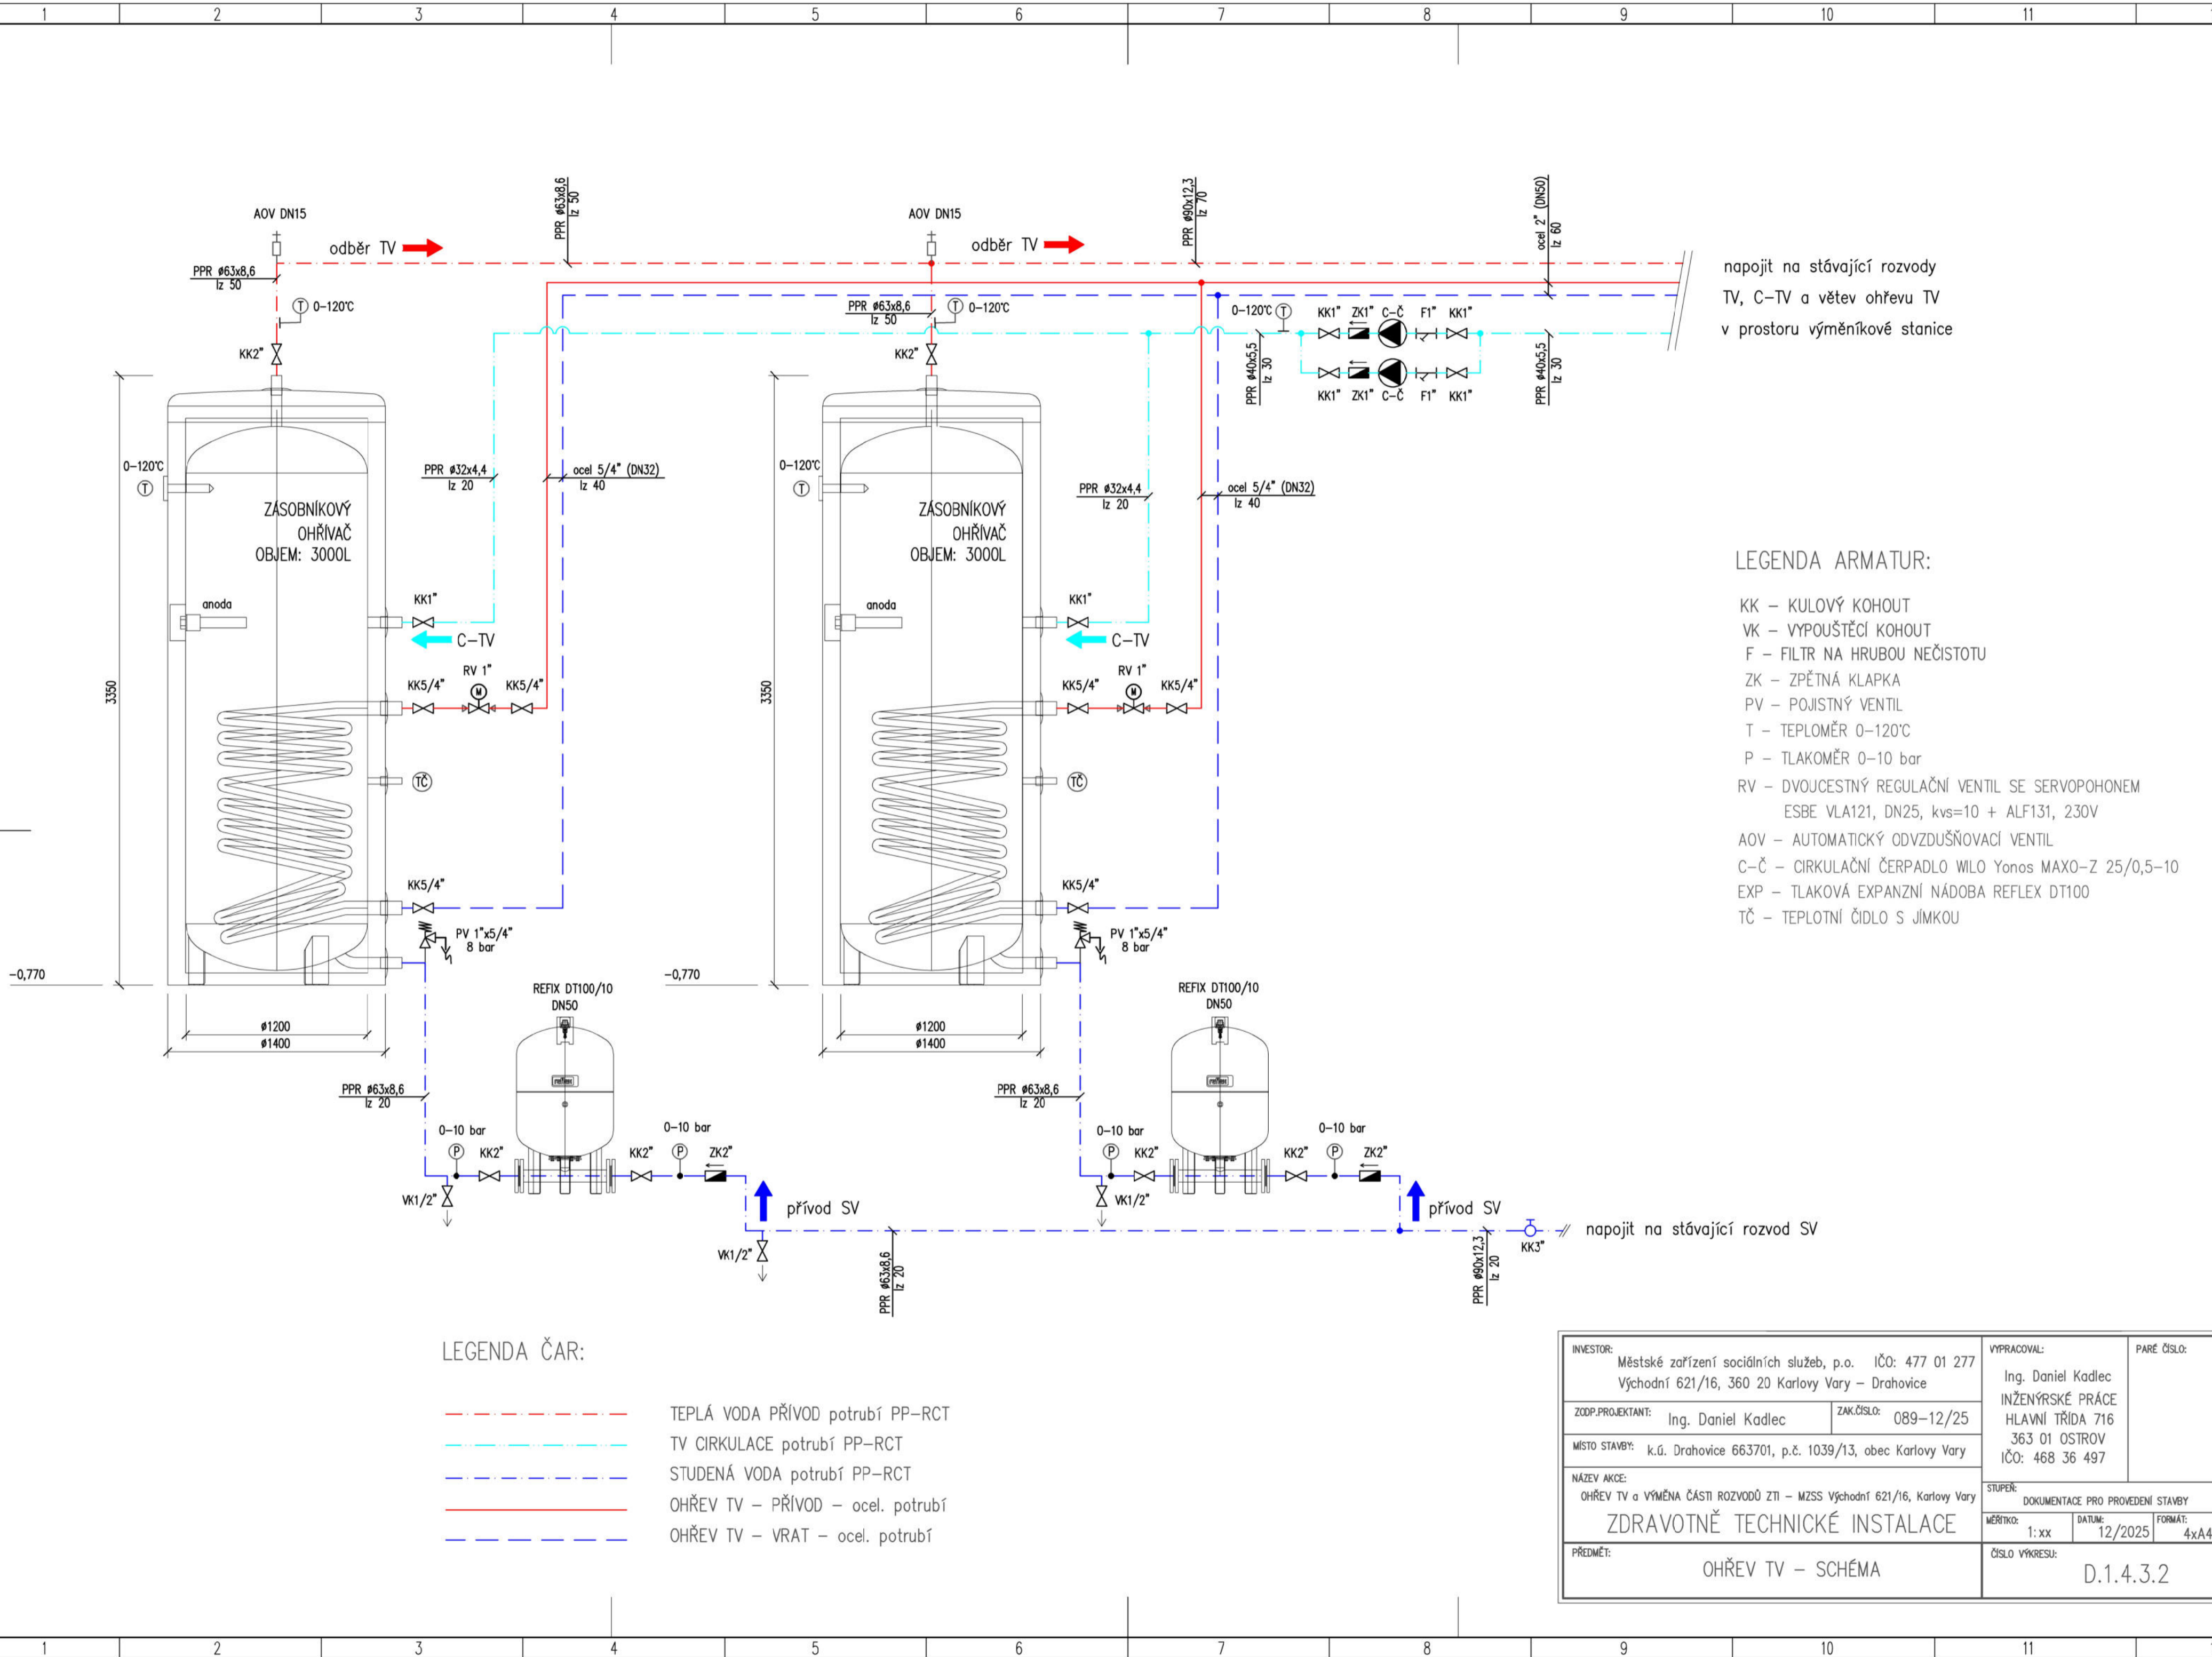 1 2 3 4 5 6 7 8 9 10 11
AOV DN15
odběr TV
PPR ø63x8,6
Iz 50
PPR ø63x8,6
Iz 50
0-120°C
T
KK2"
AOV DN15
odběr TV
PPR ø63x8,6
Iz 50
0-120°C
T
KK2"
PPR ø90x12,3
Iz 70
ocel 2" (DN50)
Iz 60
napojit na stávající rozvody
TV, C-TV a větev ohřevu TV
v prostoru výměníkové stanice
0-120°C T
KK1" ZK1" C-Č F1" KK1"
KK1" ZK1" C-Č F1" KK1"
PPR ø40x5,5
Iz 30
PPR ø40x5,5
Iz 30
0-120°C
T
ZÁSOBNÍKOVÝ
OHŘÍVAČ
OBJEM: 3000L
anoda
PPR ø32x4,4
Iz 20
ocel 5/4" (DN32)
Iz 40
KK1"
C-TV
RV 1"
KK5/4" M KK5/4"
TČ
KK5/4"
PV 1"x5/4"
8 bar
3350
-0,770
ø1200
ø1400
0-120°C
T
ZÁSOBNÍKOVÝ
OHŘÍVAČ
OBJEM: 3000L
anoda
PPR ø32x4,4
Iz 20
ocel 5/4" (DN32)
Iz 40
KK1"
C-TV
RV 1"
KK5/4" M KK5/4"
TČ
KK5/4"
PV 1"x5/4"
8 bar
3350
-0,770
ø1200
ø1400
REFIX DT100/10
DN50
PPR ø63x8,6
Iz 20
0-10 bar
P KK2"
VK1/2"
KK2"
0-10 bar
P ZK2"
přívod SV
VK1/2"
PPR ø63x8,6
Iz 20
REFIX DT100/10
DN50
PPR ø63x8,6
Iz 20
0-10 bar
P KK2"
VK1/2"
KK2"
0-10 bar
P ZK2"
přívod SV
PPR ø90x12,3
Iz 20
KK3"
napojit na stávající rozvod SV
LEGENDA ARMATUR:
KK - KULOVÝ KOHOUT
VK - VYPOUŠTĚCÍ KOHOUT
F - FILTR NA HRUBOU NEČISTOTU
ZK - ZPĚTNÁ KLAPKA
PV - POJISTNÝ VENTIL
T - TEPLOMĚR 0-120°C
P - TLAKOMĚR 0-10 bar
RV - DVOUCESTNÝ REGULAČNÍ VENTIL SE SERVOPOHONEM
ESBE VLA121, DN25, kvs=10 + ALF131, 230V
AOV - AUTOMATICKÝ ODVZDUŠŇOVACÍ VENTIL
C-Č - CIRKULAČNÍ ČERPADLO WILO Yonos MAXO-Z 25/0,5-10
EXP - TLAKOVÁ EXPANZNÍ NÁDOBA REFLEX DT100
TČ - TEPLOTNÍ ČIDLO S JÍMKOU
LEGENDA ČAR:
TEPLÁ VODA PŘÍVOD potrubí PP-RCT
TV CIRKULACE potrubí PP-RCT
STUDENÁ VODA potrubí PP-RCT
OHŘEV TV - PŘÍVOD - ocel. potrubí
OHŘEV TV - VRAT - ocel. potrubí
INVESTOR:
Městské zařízení sociálních služeb, p.o. IČO: 477 01 277
Východní 621/16, 360 20 Karlovy Vary - Drahovice
ZODP.PROJEKTANT: Ing. Daniel Kadlec
ZAK.ČÍSLO: 089-12/25
MÍSTO STAVBY: k.ú. Drahovice 663701, p.č. 1039/13, obec Karlovy Vary
NÁZEV AKCE:
OHŘEV TV a VÝMĚNA ČÁSTI ROZVODŮ ZTI - MZSS Východní 621/16, Karlovy Vary
ZDRAVOTNĚ TECHNICKÉ INSTALACE
PŘEDMĚT:
OHŘEV TV - SCHÉMA
VYPRACOVAL:
Ing. Daniel Kadlec
INŽENÝRSKÉ PRÁCE
HLAVNÍ TŘÍDA 716
363 01 OSTROV
IČO: 468 36 497
PARÉ ČÍSLO:
STUPEŇ:
DOKUMENTACE PRO PROVEDENÍ STAVBY
MĚŘÍTKO: 1:xx
DATUM: 12/2025
FORMÁT: 4xA4
ČÍSLO VÝKRESU:
D.1.4.3.2
1 2 3 4 5 6 7 8 9 10 11